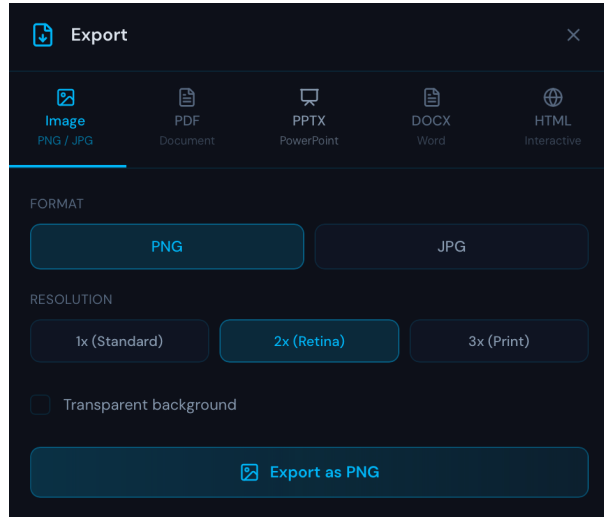 Export
Image
PNG / JPG
PDF
Document
PPTX
PowerPoint
DOCX
Word
HTML
Interactive
FORMAT
PNG
JPG
RESOLUTION
1x (Standard)
2x (Retina)
3x (Print)
Transparent background
Export as PNG